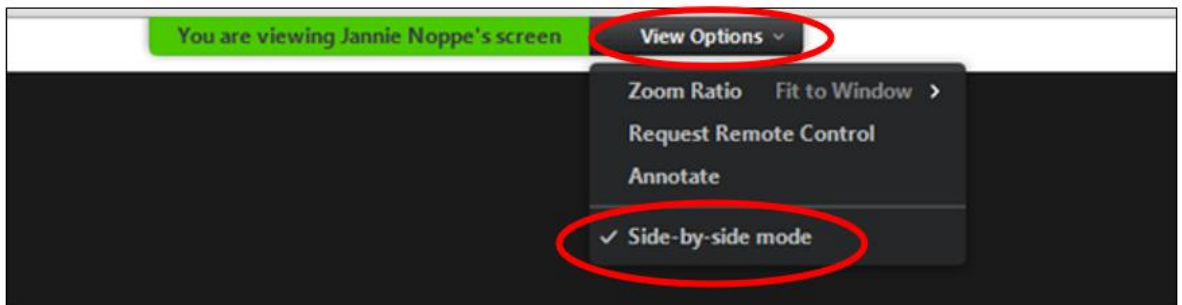 You are viewing Jannie Noppe's screen View Options
Zoom Ratio Fit to Window
Request Remote Control
Annotate
Side-by-side mode